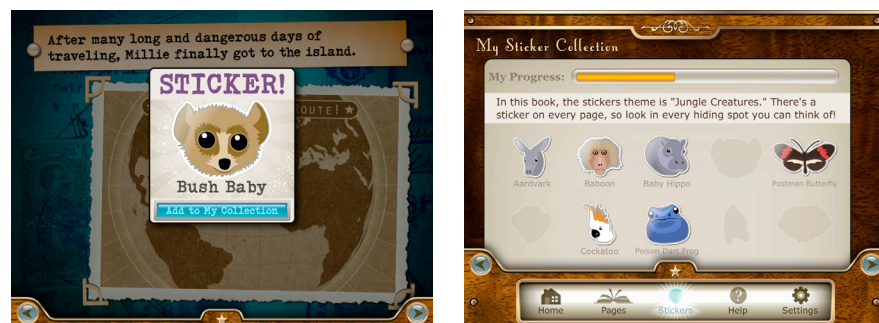 After many long and dangerous days of
traveling, Millie finally got to the island.
STICKER!
ROUTE!
Bush Baby
Add to My Collection
My Sticker Collection
My Progress:
In this book, the stickers theme is "Jungle Creatures." There's a
sticker on every page, so look in every hiding spot you can think of!
Aardvark Baboon Baby Hippo Postman Butterfly
Cockatoo Poison Dart Frog
Home Pages Stickers Help Settings